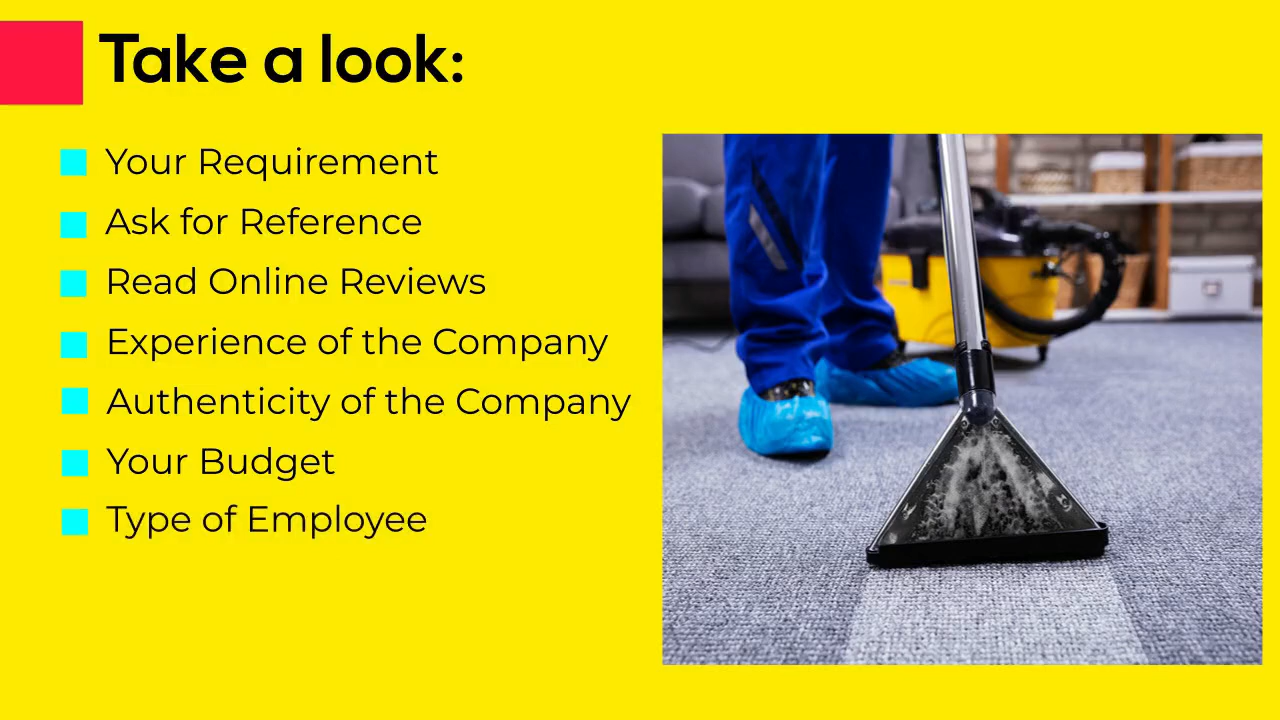 Take a look:
Your Requirement
Ask for Reference
Read Online Reviews
Experience of the Company
Authenticity of the Company
Your Budget
Type of Employee